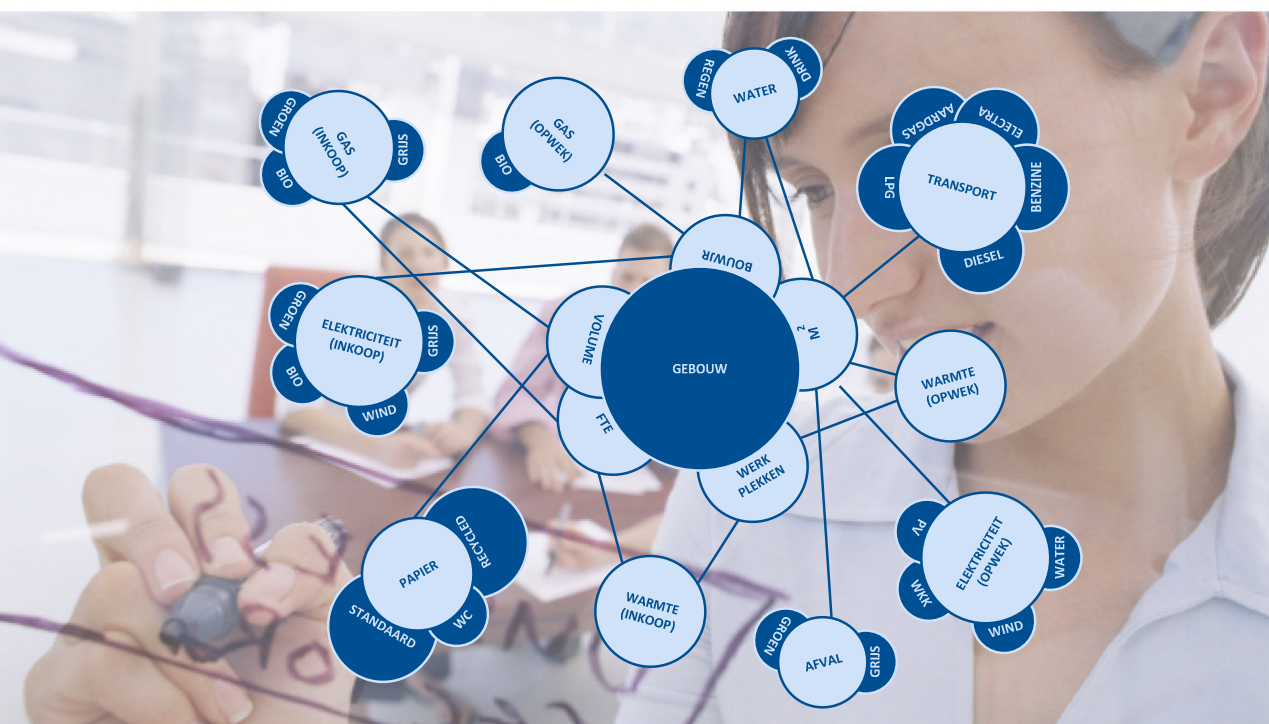 REGEN
DRINK
WATER
GROEN
GAS
(INKOOP)
GRIJS
BIO
GAS
(OPWEK)
BIO
AARDGAS
ELECTRA
LPG
TRANSPORT
BENZINE
DIESEL
BOUWJR
GROEN
ELEKTRICITEIT
(INKOOP)
GRIJS
BIO
WIND
VOLUME
M2
GEBOUW
WARMTE
(OPWEK)
FTE
WERK
PLEKKEN
RECYCLED
PAPIER
STANDAARD
WC
WARMTE
(INKOOP)
PV
ELEKTRICITEIT
(OPWEK)
WATER
WKK
WIND
GROEN
AFVAL
GRIJS